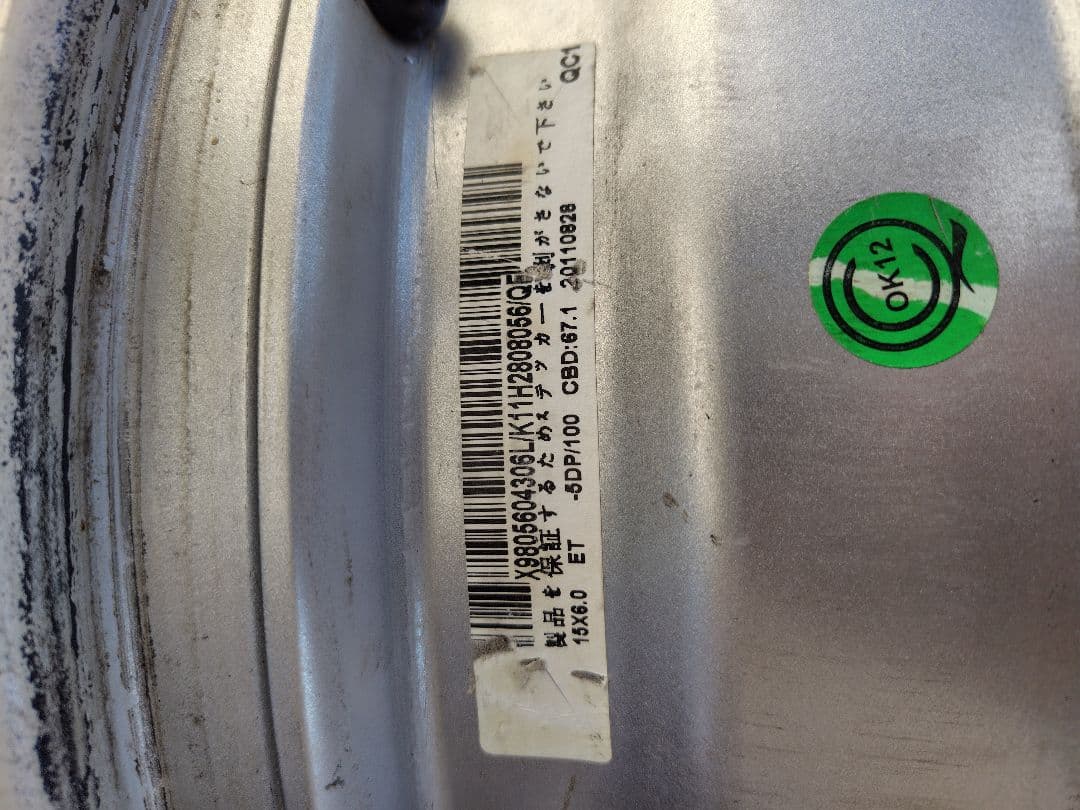 X9805604306L/K11H2808056/QF
製品を保証するためステッカーを剥がさないで下さい
15X6.0 ET -5DP/100 CBD:67.1 20110828 QC1
OK12